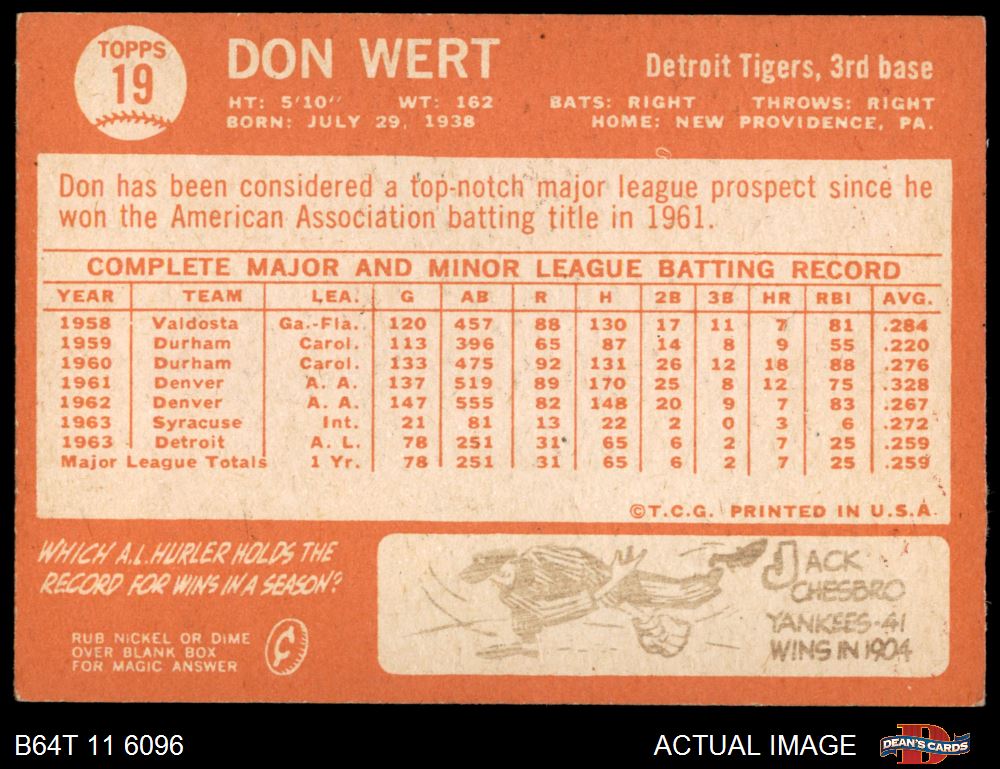 TOPPS
19
DON WERT
Detroit Tigers, 3rd base
HT: 5'10" WT: 162 BATS: RIGHT THROWS: RIGHT
BORN: JULY 29, 1938 HOME: NEW PROVIDENCE, PA.
Don has been considered a top-notch major league prospect since he
won the American Association batting title in 1961.
COMPLETE MAJOR AND MINOR LEAGUE BATTING RECORD
YEAR TEAM LEA. G AB R H 2B 3B HR RBI AVG.
1958 Valdosta Ga.-Fla. 120 457 88 130 17 11 7 81 .284
1959 Durham Carol. 113 396 65 87 14 8 9 55 .220
1960 Durham Carol. 133 475 92 131 26 12 18 88 .276
1961 Denver A. A. 137 519 89 170 25 8 12 75 .328
1962 Denver A. A. 147 555 82 148 20 9 7 83 .267
1963 Syracuse Int. 21 81 13 22 2 0 3 6 .272
1963 Detroit A. L. 78 251 31 65 6 2 7 25 .259
Major League Totals 1 Yr. 78 251 31 65 6 2 7 25 .259
©T.C.G. PRINTED IN U.S.A.
WHICH A.L. HURLER HOLDS THE
RECORD FOR WINS IN A SEASON?
RUB NICKEL OR DIME
OVER BLANK BOX
FOR MAGIC ANSWER
JACK
CHESBRO
YANKEES-41
WINS IN 1904
B64T 11 6096
ACTUAL IMAGE
DEAN'S CARDS